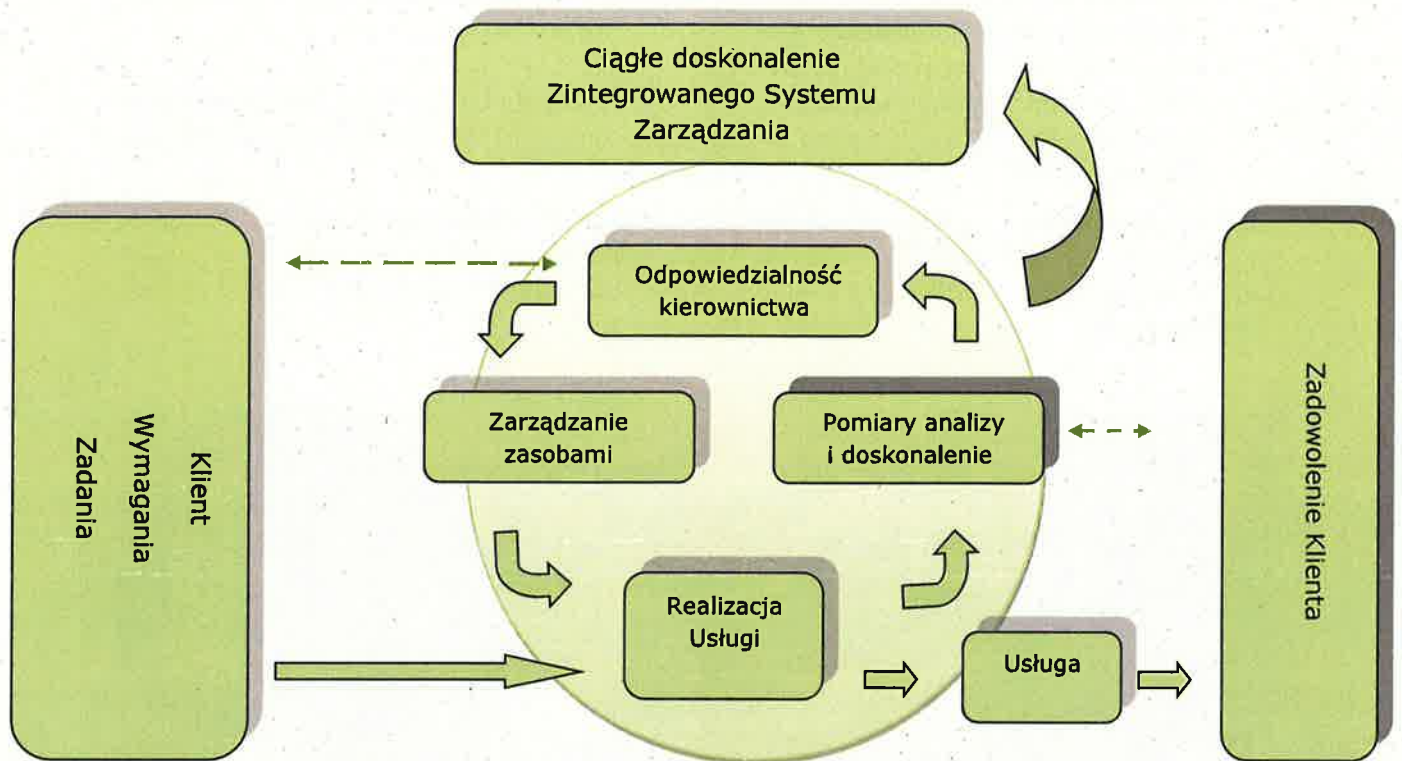 Ciągłe doskonalenie
Zintegrowanego Systemu
Zarządzania
Odpowiedzialność
kierownictwa
Klient
Wymagania
Zadania
Zarządzanie
zasobami
Pomiary analizy
i doskonalenie
Zadowolenie Klienta
Realizacja
Usługi
Usługa